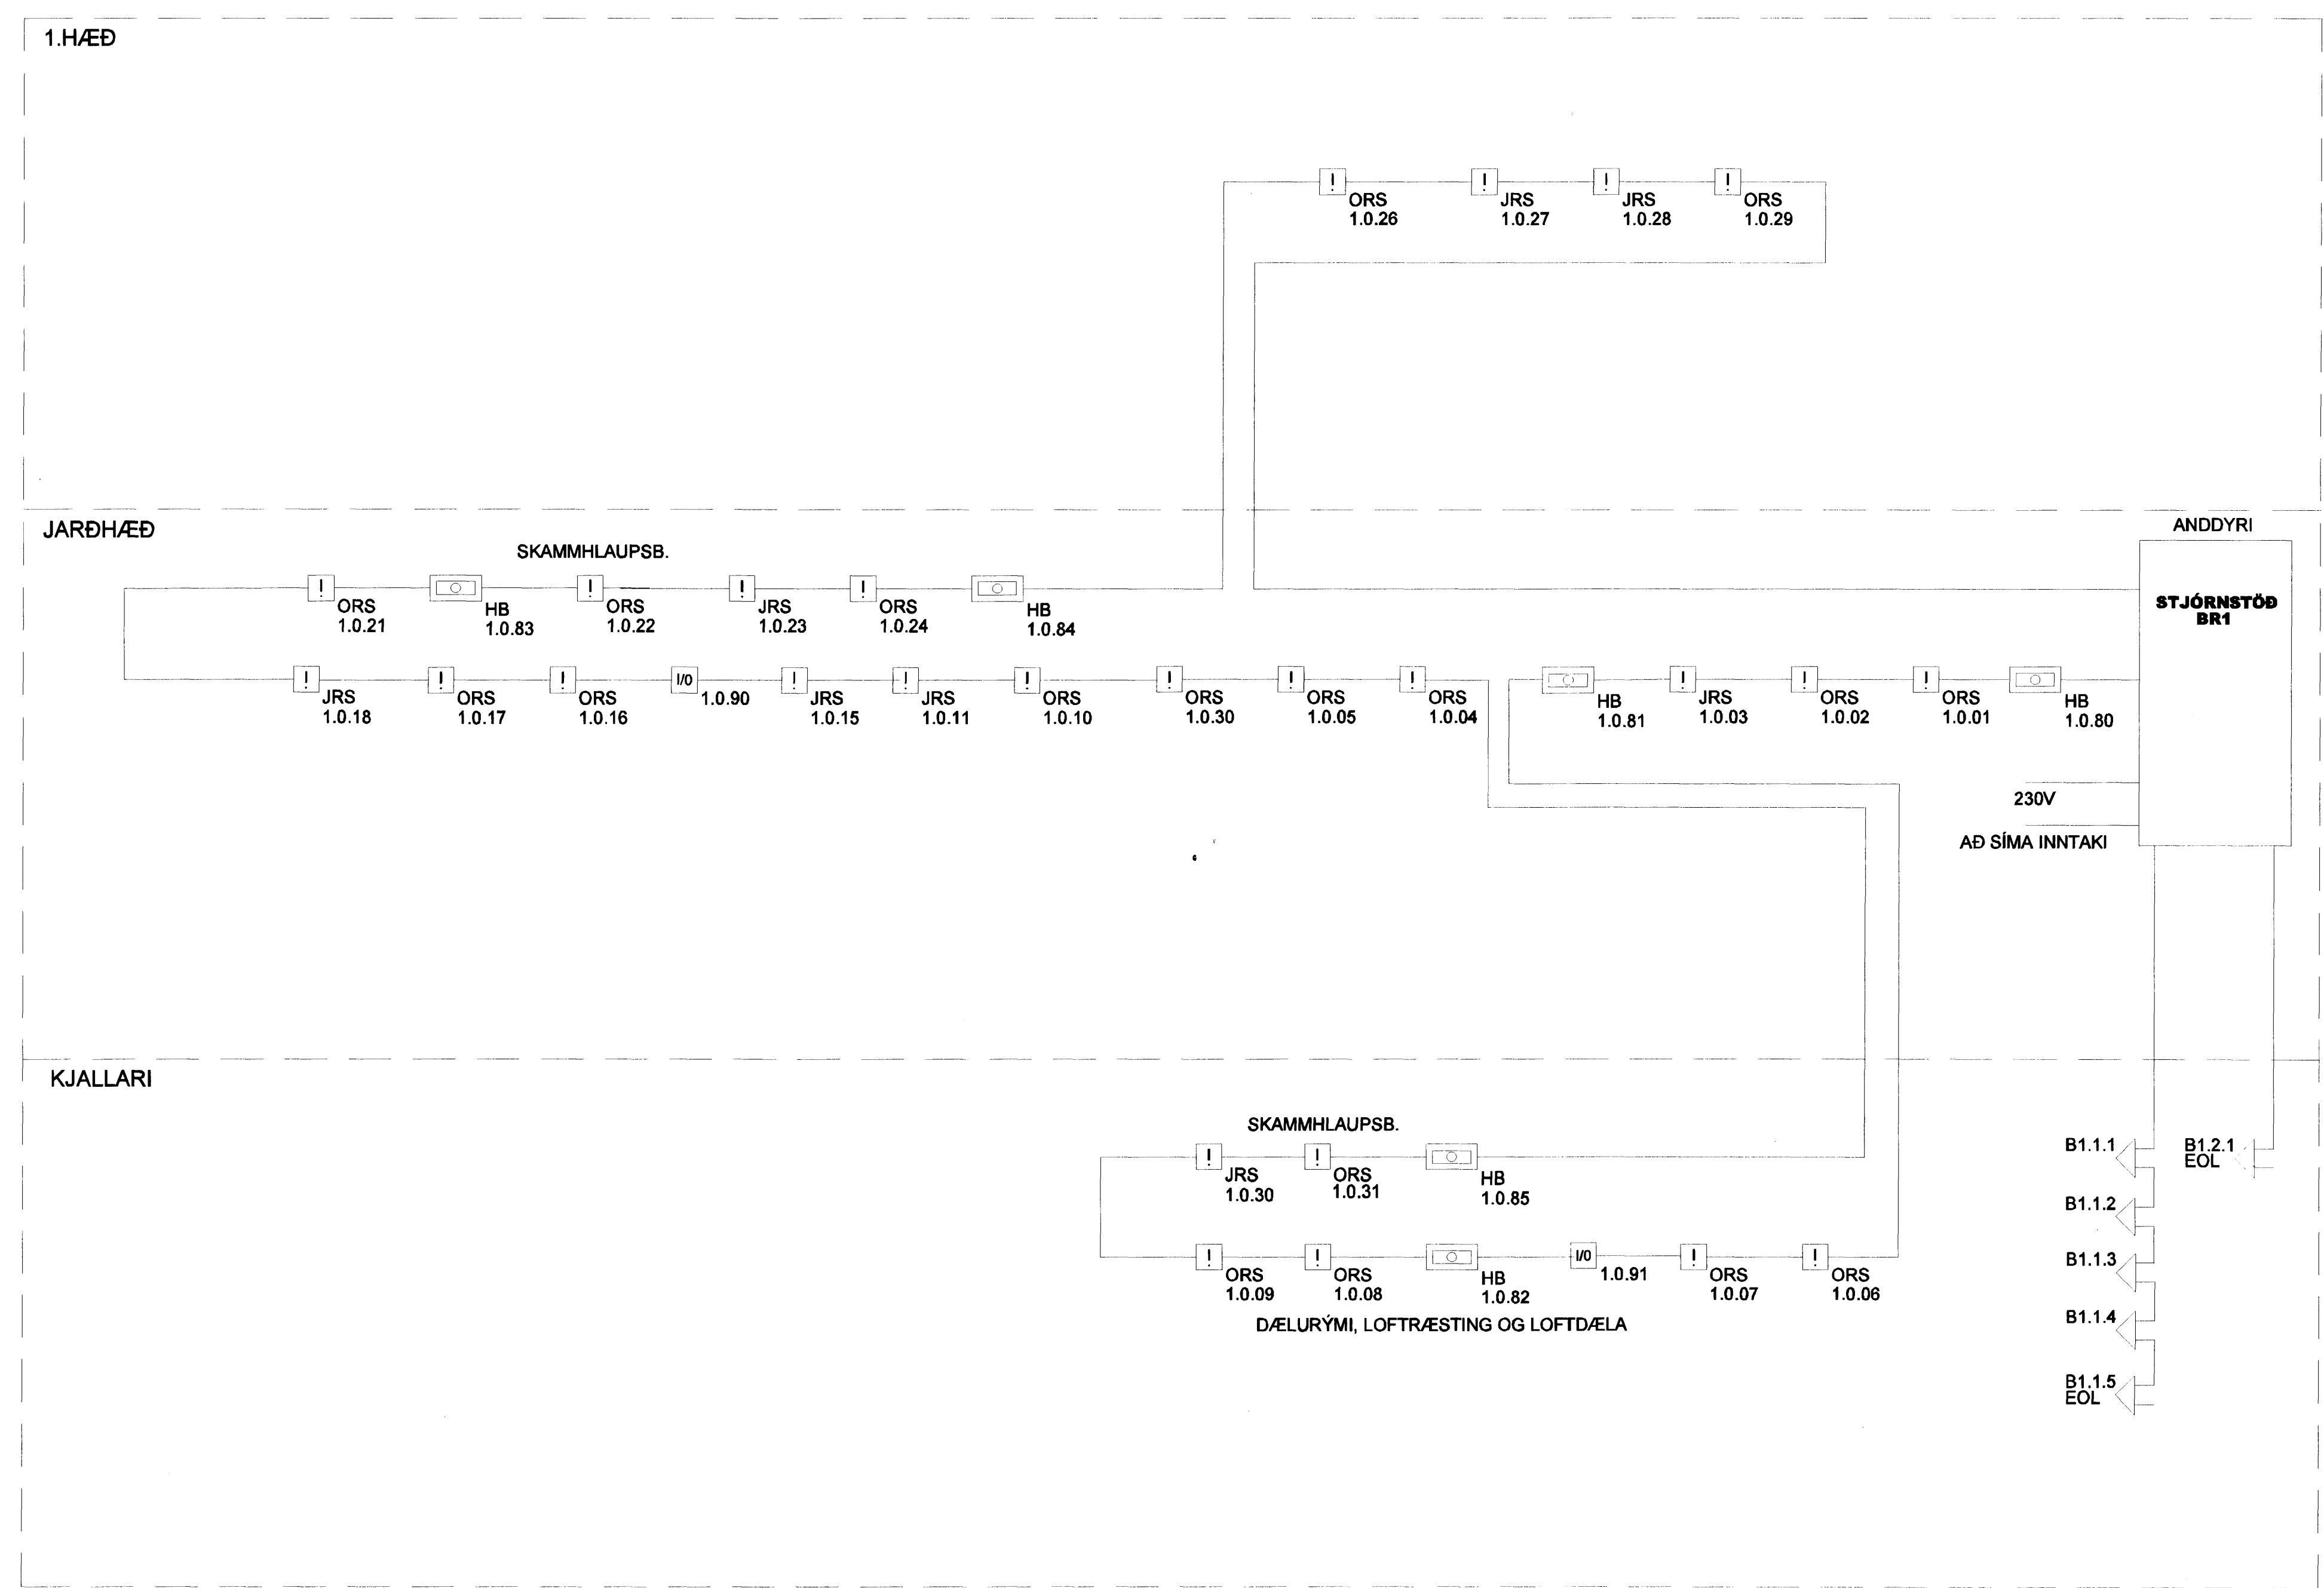 1.HÆÐ
ORS
1.0.26
JRS
1.0.27
JRS
1.0.28
ORS
1.0.29
JARÐHÆÐ
SKAMMHLAUPSB.
ORS
1.0.21
HB
1.0.83
ORS
1.0.22
JRS
1.0.23
ORS
1.0.24
HB
1.0.84
ANDDYRI
STJÓRNSTÖÐ
BR1
JRS
1.0.18
ORS
1.0.17
ORS
1.0.16
I/0
1.0.90
JRS
1.0.15
JRS
1.0.11
ORS
1.0.10
ORS
1.0.30
ORS
1.0.05
ORS
1.0.04
HB
1.0.81
JRS
1.0.03
ORS
1.0.02
ORS
1.0.01
HB
1.0.80
230V
AÐ SÍMA INNTAKI
KJALLARI
SKAMMHLAUPSB.
JRS
1.0.30
ORS
1.0.31
HB
1.0.85
ORS
1.0.09
ORS
1.0.08
HB
1.0.82
I/0
1.0.91
ORS
1.0.07
ORS
1.0.06
DÆLURÝMI, LOFTRÆSTING OG LOFTDÆLA
B1.1.1
B1.2.1
EOL
B1.1.2
B1.1.3
B1.1.4
B1.1.5
EOL